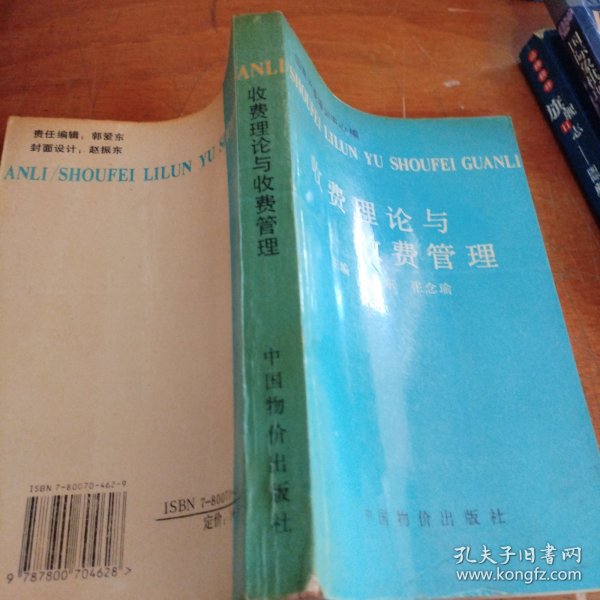 责任编辑：郭爱东
封面设计：赵振东
ANLI/SHOUFEI LILUN YU S
ISBN 7-80070-462-9
9 787800 704628 >
ISBN 7-8007
定价：
ANLI
收费理论与收费管理
中国物价出版社
SHOUFEI LILUN YU SHOUFEI GUANLI
收费理论与
收费管理
张念瑜
中国物价出版社
孔夫子旧书网
www.kongfz.com